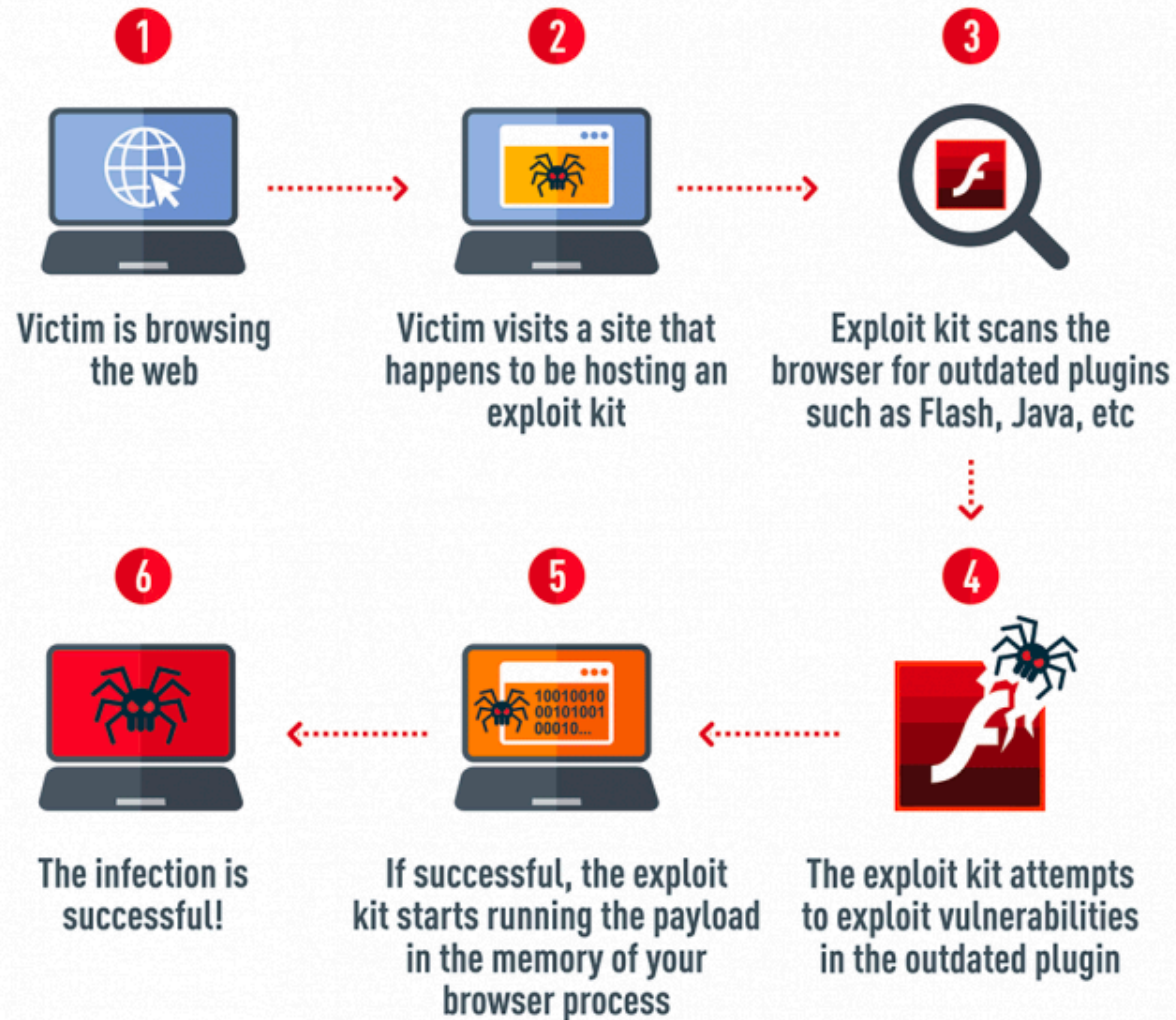 1
Victim is browsing
the web
2
Victim visits a site that
happens to be hosting an
exploit kit
3
Exploit kit scans the
browser for outdated plugins
such as Flash, Java, etc
4
The exploit kit attempts
to exploit vulnerabilities
in the outdated plugin
5
10010010
00101001
00010...
If successful, the exploit
kit starts running the payload
in the memory of your
browser process
6
The infection is
successful!